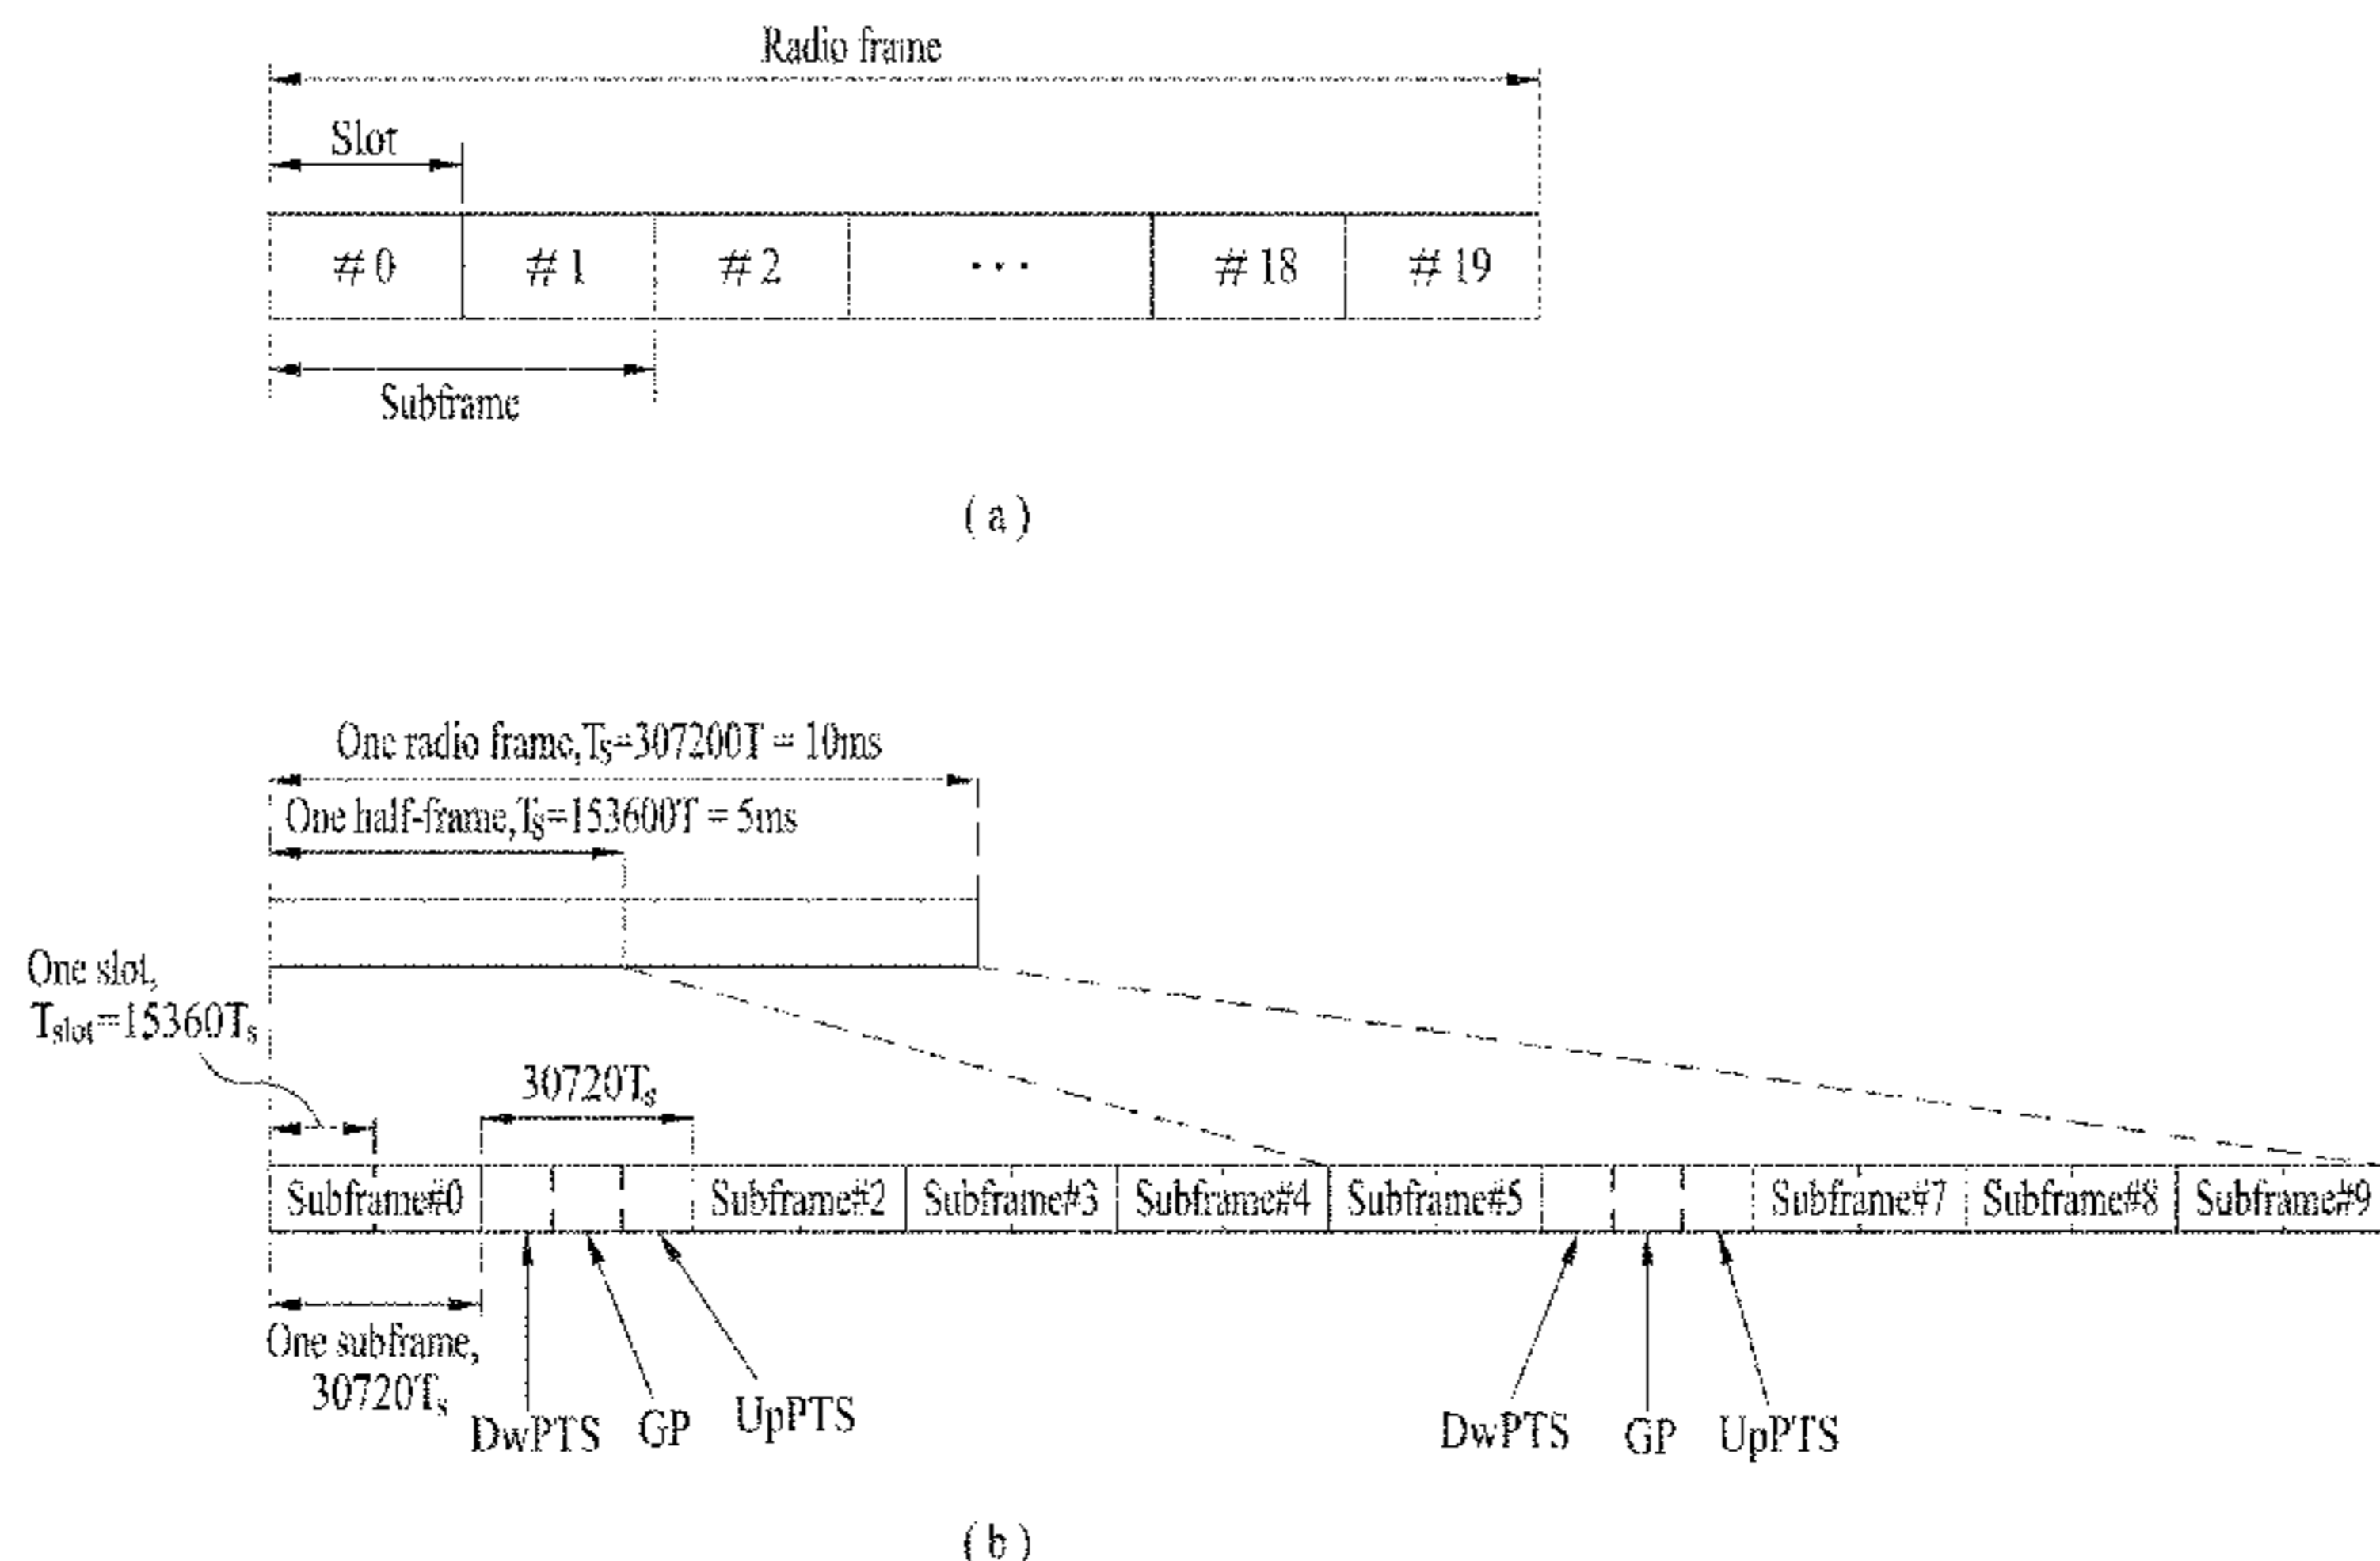 Radio frame
Slot
#0 #1 #2 ... #18 #19
Subframe
(a)
One radio frame, Ts=307200T = 10ms
One half-frame, Ts=153600T = 5ms
One slot,
Tslot=15360Ts
30720Ts
Subframe#0 Subframe#2 Subframe#3 Subframe#4 Subframe#5 Subframe#7 Subframe#8 Subframe#9
One subframe,
30720Ts
DwPTS GP UpPTS DwPTS GP UpPTS
(b)